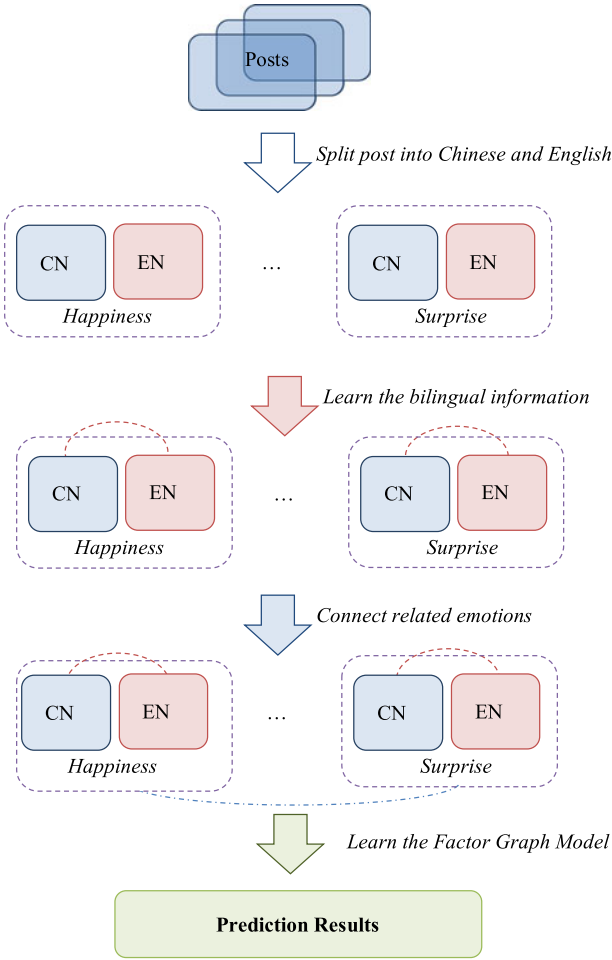 Posts
Split post into Chinese and English
CN EN ... CN EN
Happiness Surprise
Learn the bilingual information
CN EN ... CN EN
Happiness Surprise
Connect related emotions
CN EN ... CN EN
Happiness Surprise
Learn the Factor Graph Model
Prediction Results